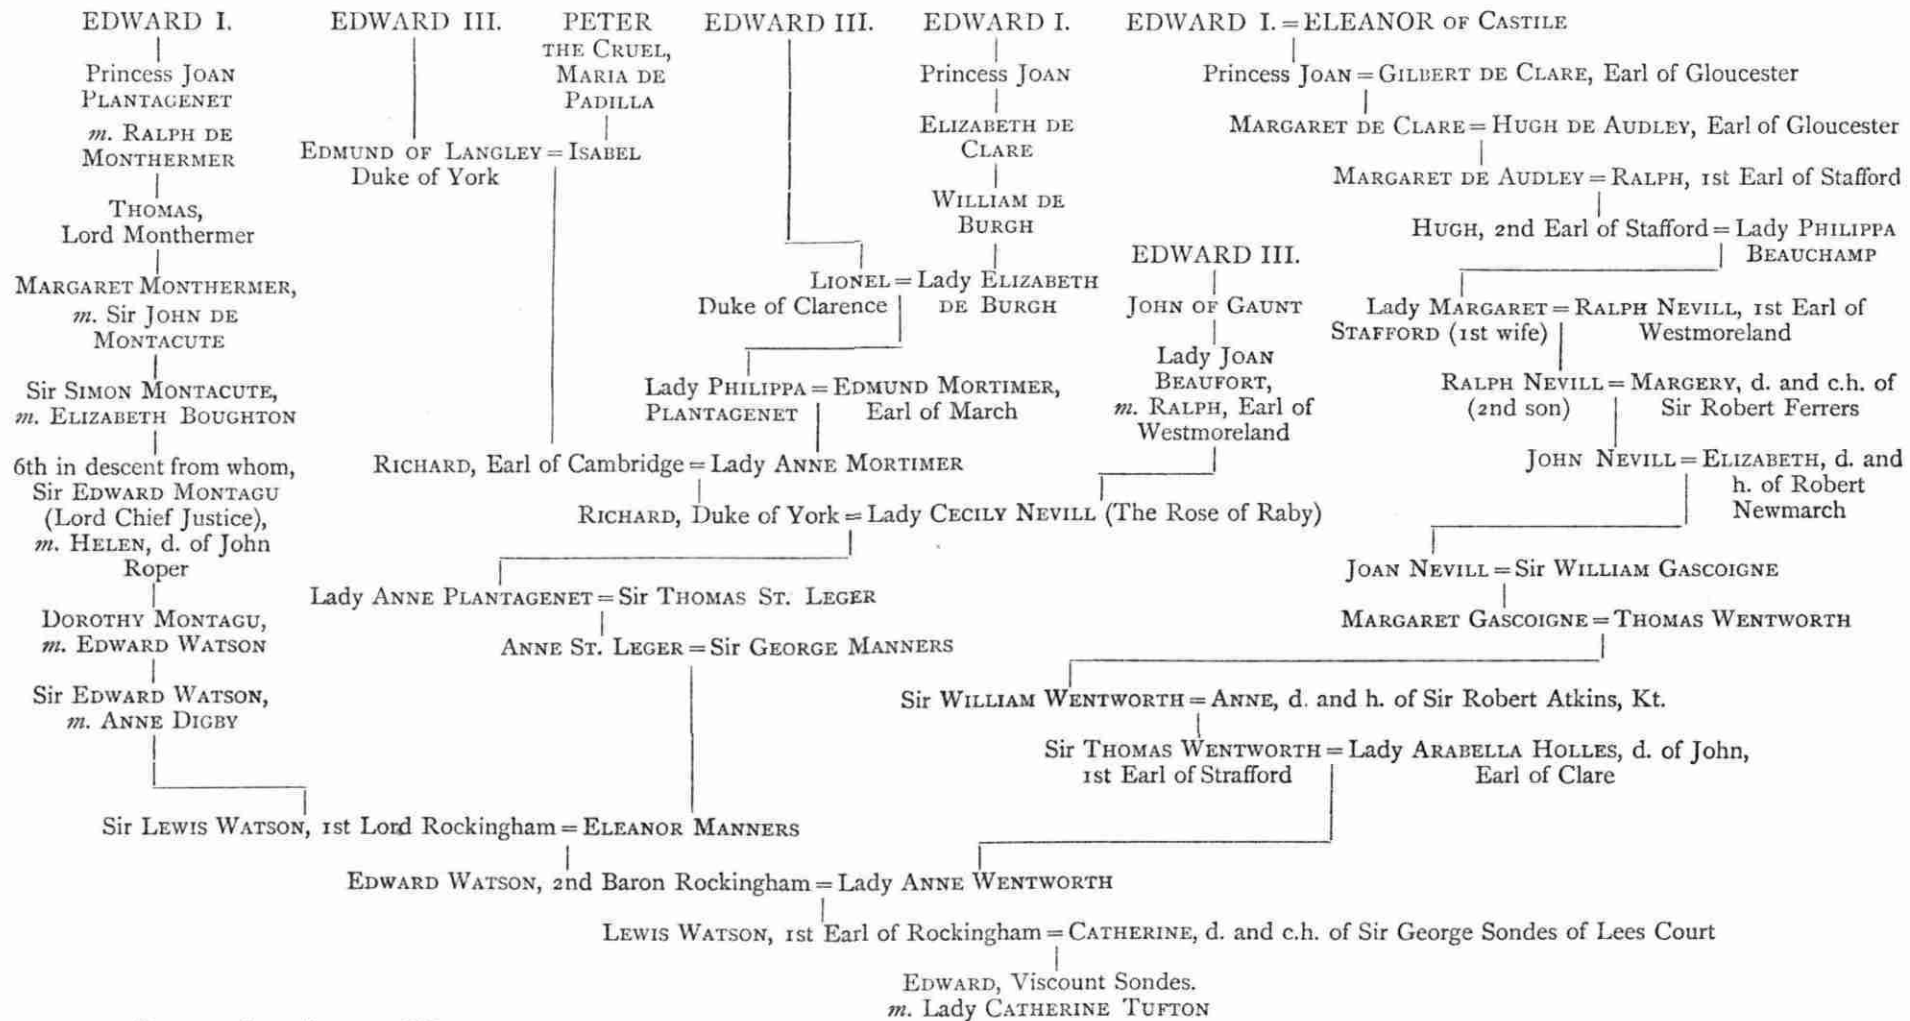 EDWARD I.
Princess JOAN
PLANTAGENET
m. RALPH DE
MONTHERMER
THOMAS,
Lord Monthermer
MARGARET MONTHERMER,
m. Sir JOHN DE
MONTACUTE
Sir SIMON MONTACUTE,
m. ELIZABETH BOUGHTON
6th in descent from whom,
Sir EDWARD MONTAGU
(Lord Chief Justice),
m. HELEN, d. of John
Roper
DOROTHY MONTAGU,
m. EDWARD WATSON
Sir EDWARD WATSON,
m. ANNE DIGBY
EDWARD III.
PETER
THE CRUEL,
MARIA DE
PADILLA
EDMUND OF LANGLEY = ISABEL
Duke of York
EDWARD III.
EDWARD I.
Princess JOAN
ELIZABETH DE
CLARE
WILLIAM DE
BURGH
LIONEL = Lady ELIZABETH
Duke of Clarence DE BURGH
Lady PHILIPPA = EDMUND MORTIMER,
PLANTAGENET Earl of March
EDWARD III.
JOHN OF GAUNT
Lady JOAN
BEAUFORT,
m. RALPH, Earl of
Westmoreland
RICHARD, Earl of Cambridge = Lady ANNE MORTIMER
RICHARD, Duke of York = Lady CECILY NEVILL (The Rose of Raby)
Lady ANNE PLANTAGENET = Sir THOMAS ST. LEGER
ANNE ST. LEGER = Sir GEORGE MANNERS
EDWARD I. = ELEANOR OF CASTILE
Princess JOAN = GILBERT DE CLARE, Earl of Gloucester
MARGARET DE CLARE = HUGH DE AUDLEY, Earl of Gloucester
MARGARET DE AUDLEY = RALPH, 1st Earl of Stafford
HUGH, 2nd Earl of Stafford = Lady PHILIPPA
BEAUCHAMP
Lady MARGARET = RALPH NEVILL, 1st Earl of
STAFFORD (1st wife) Westmoreland
RALPH NEVILL = MARGERY, d. and c.h. of
(2nd son) Sir Robert Ferrers
JOHN NEVILL = ELIZABETH, d. and
h. of Robert
Newmarch
JOAN NEVILL = Sir WILLIAM GASCOIGNE
MARGARET GASCOIGNE = THOMAS WENTWORTH
Sir WILLIAM WENTWORTH = ANNE, d. and h. of Sir Robert Atkins, Kt.
Sir THOMAS WENTWORTH = Lady ARABELLA HOLLES, d. of John,
1st Earl of Strafford Earl of Clare
Sir LEWIS WATSON, 1st Lord Rockingham = ELEANOR MANNERS
EDWARD WATSON, 2nd Baron Rockingham = Lady ANNE WENTWORTH
LEWIS WATSON, 1st Earl of Rockingham = CATHERINE, d. and c.h. of Sir George Sondes of Lees Court
EDWARD, Viscount Sondes.
m. Lady CATHERINE TUFTON